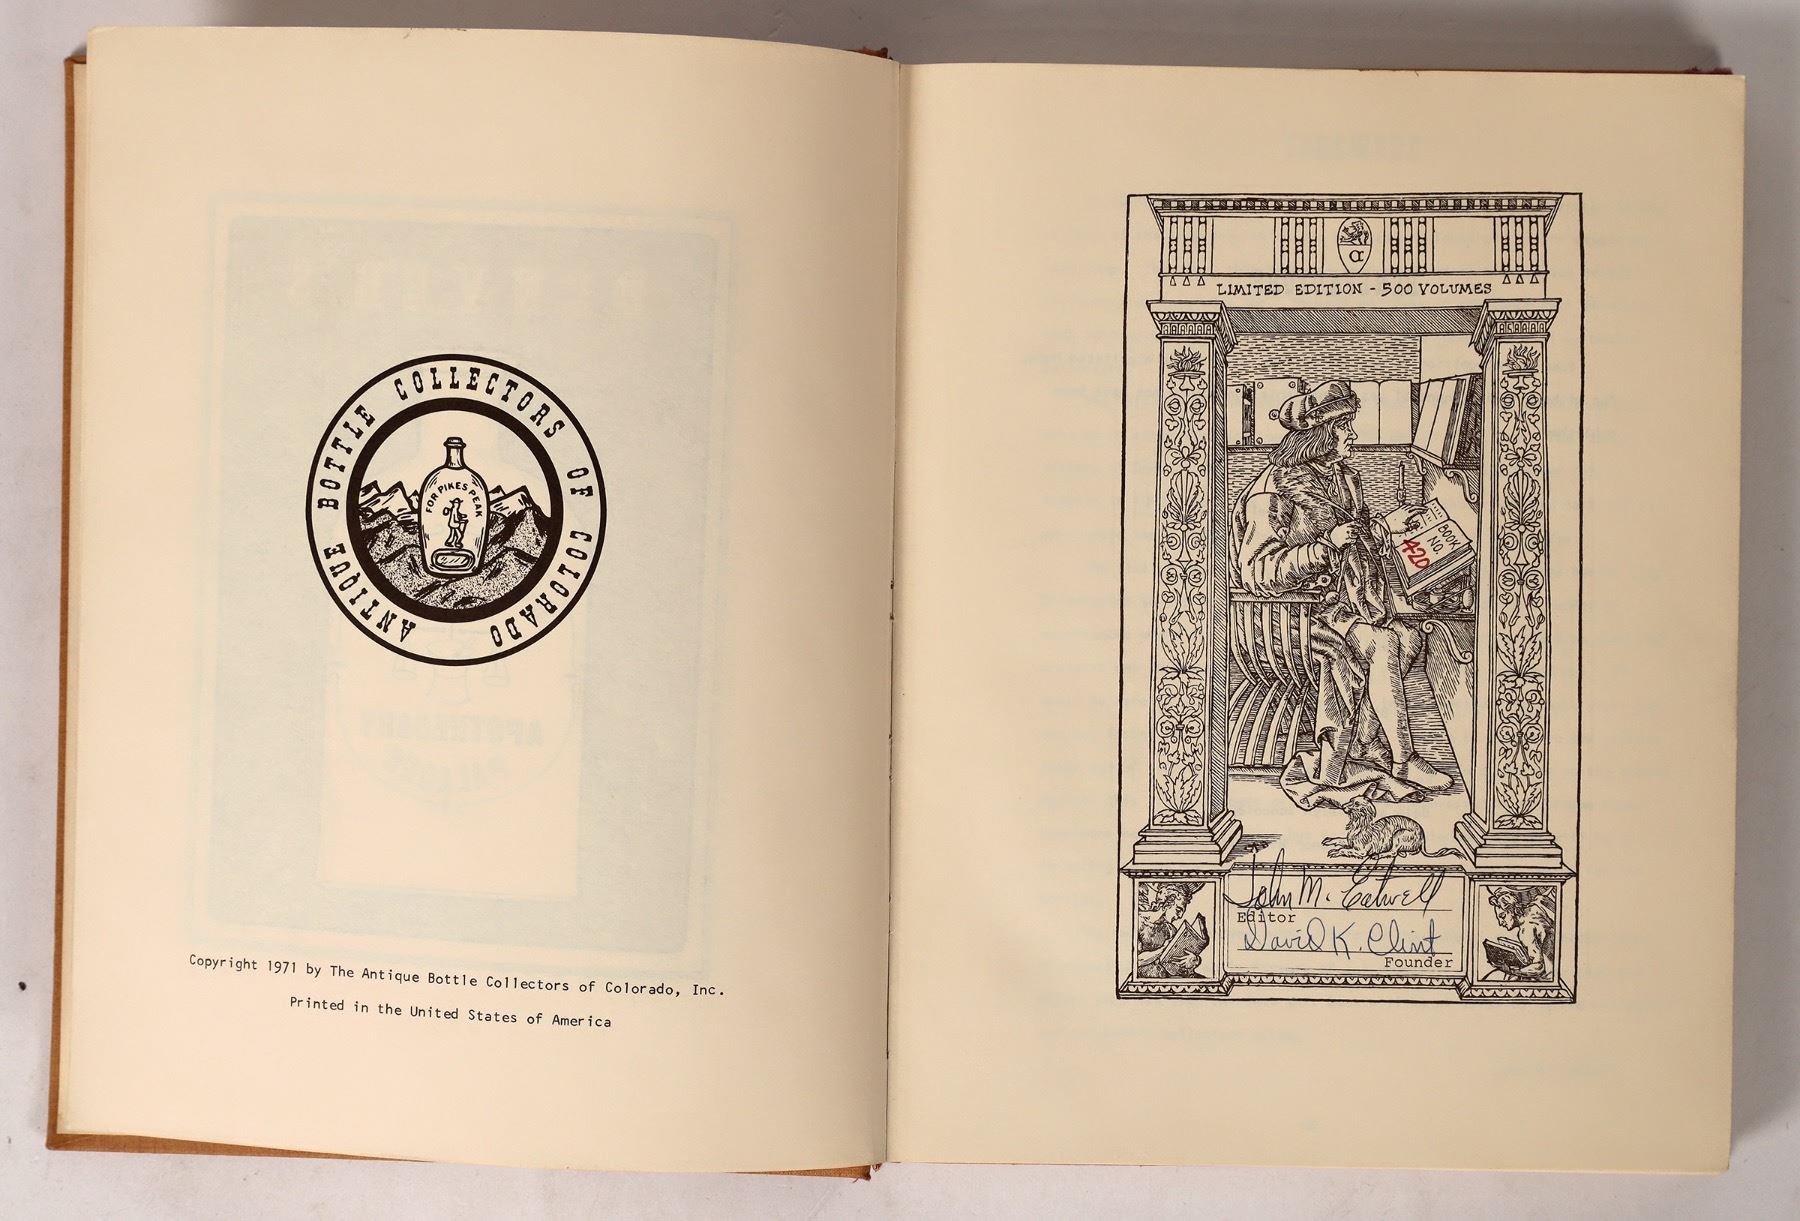 ANTIQUE BOTTLE COLLECTORS OF COLORADO
FOR PIKES PEAK
Copyright 1971 by The Antique Bottle Collectors of Colorado, Inc.
Printed in the United States of America
LIMITED EDITION - 500 VOLUMES
BOOK
NO.
420
John M. Catwell
Editor
David K. Clint
Founder